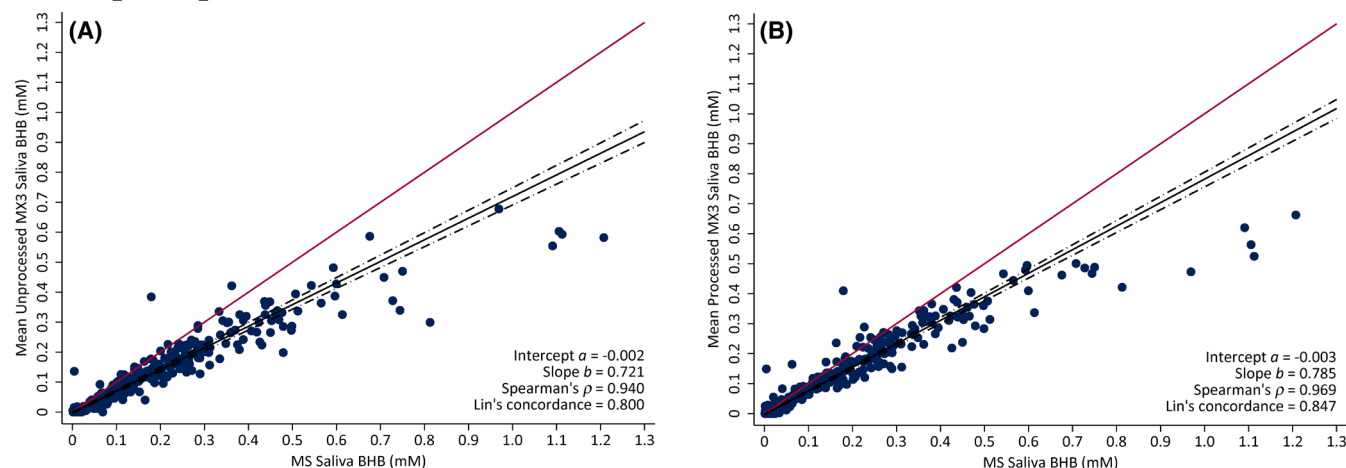 (A)
Mean Unprocessed MX3 Saliva BHB (mM)
1.3
1.2
1.1
1.0
0.9
0.8
0.7
0.6
0.5
0.4
0.3
0.2
0.1
0
Intercept a = -0.002
Slope b = 0.721
Spearman's ρ = 0.940
Lin's concordance = 0.800
0 0.1 0.2 0.3 0.4 0.5 0.6 0.7 0.8 0.9 1.0 1.1 1.2 1.3
MS Saliva BHB (mM)
(B)
Mean Processed MX3 Saliva BHB (mM)
1.3
1.2
1.1
1.0
0.9
0.8
0.7
0.6
0.5
0.4
0.3
0.2
0.1
0
Intercept a = -0.003
Slope b = 0.785
Spearman's ρ = 0.969
Lin's concordance = 0.847
0 0.1 0.2 0.3 0.4 0.5 0.6 0.7 0.8 0.9 1.0 1.1 1.2 1.3
MS Saliva BHB (mM)